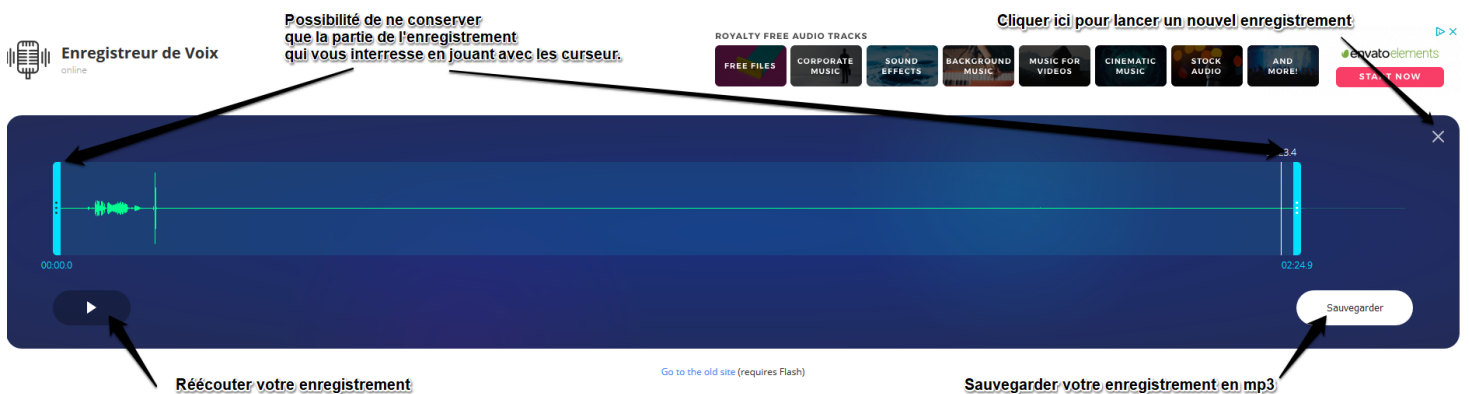 Possibilité de ne conserver
que la partie de l'enregistrement
qui vous interresse en jouant avec les curseur.
Cliquer ici pour lancer un nouvel enregistrement
Enregistreur de Voix
online
ROYALTY FREE AUDIO TRACKS
FREE FILES
CORPORATE
MUSIC
SOUND
EFFECTS
BACKGROUND
MUSIC
MUSIC FOR
VIDEOS
CINEMATIC
MUSIC
STOCK
AUDIO
AND
MORE!
envatoelements
START NOW
23.4
00:00.0
02:24.9
Sauvegarder
Go to the old site (requires Flash)
Réécouter votre enregistrement
Sauvegarder votre enregistrement en mp3